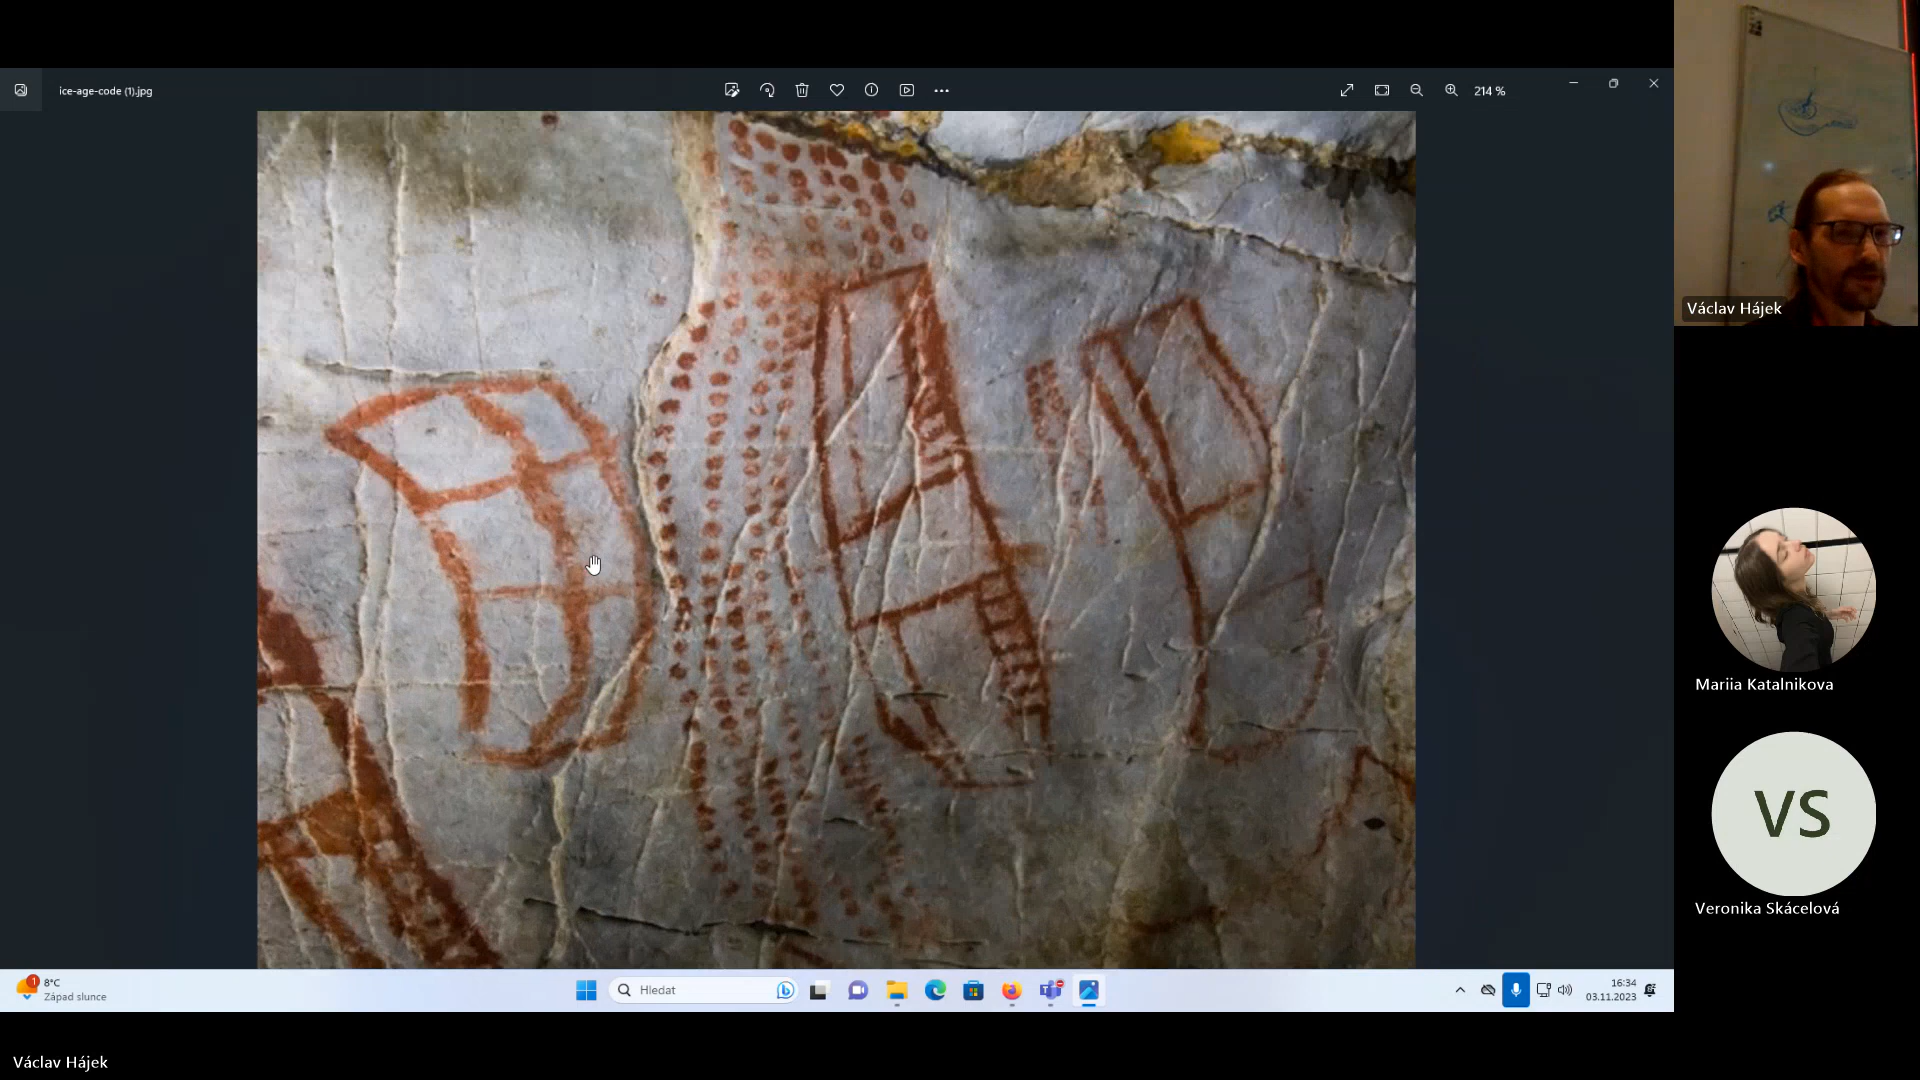 ice-age-code (1).jpg
214 %
Václav Hájek
Mariia Katalnikova
VS
Veronika Skácelová
1
8°C
Západ slunce
Hledat
16:34
03.11.2023
Václav Hájek